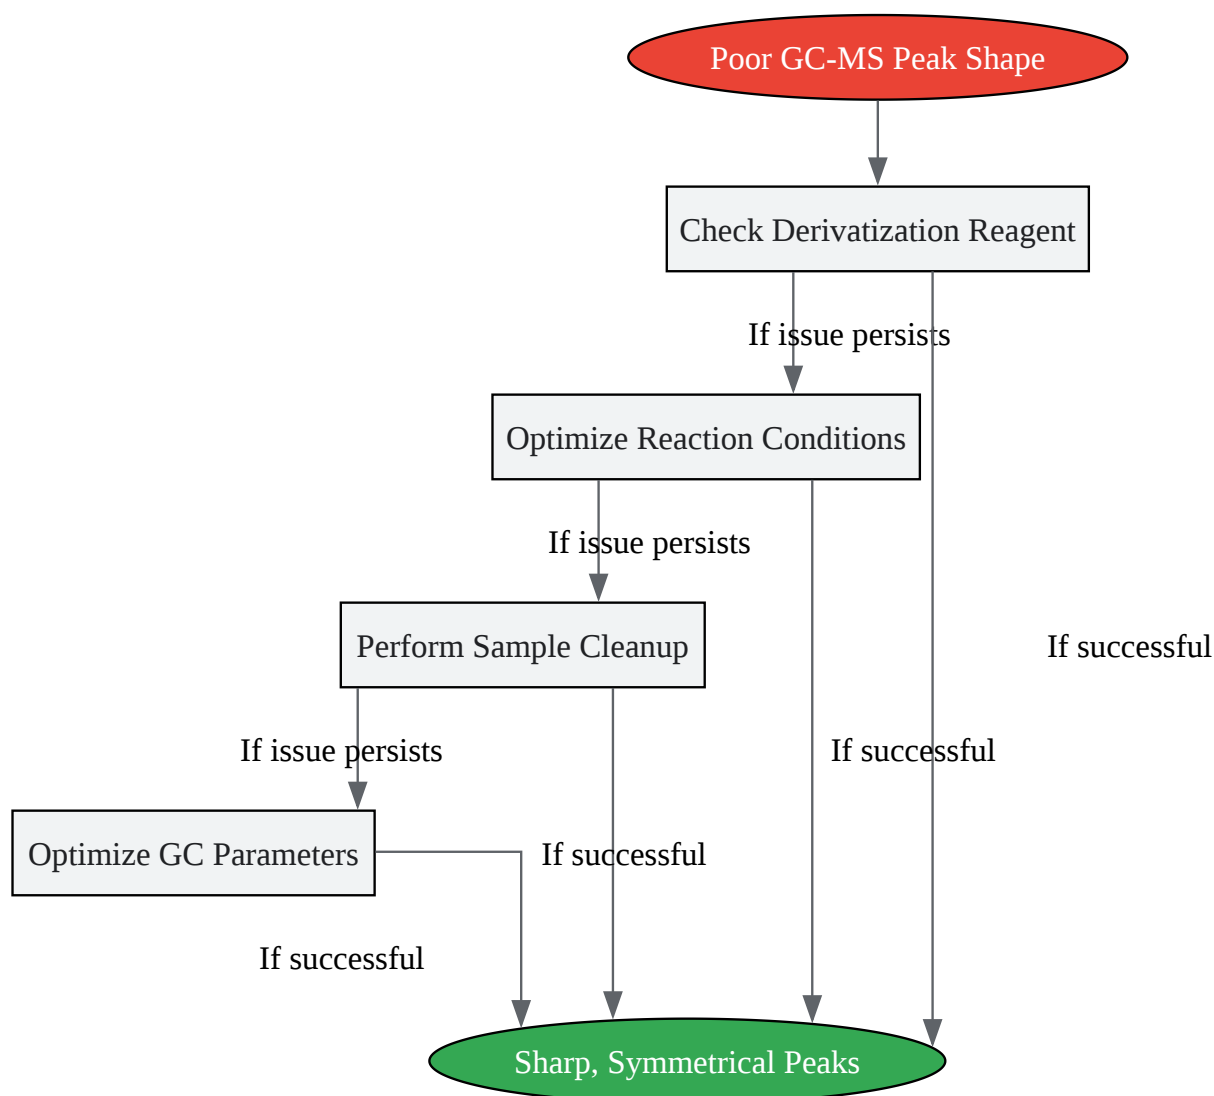 Poor GC-MS Peak Shape
Check Derivatization Reagent
If issue persists
Optimize Reaction Conditions
If issue persists
Perform Sample Cleanup
If successful
If issue persists
If successful
Optimize GC Parameters
If successful
If successful
Sharp, Symmetrical Peaks